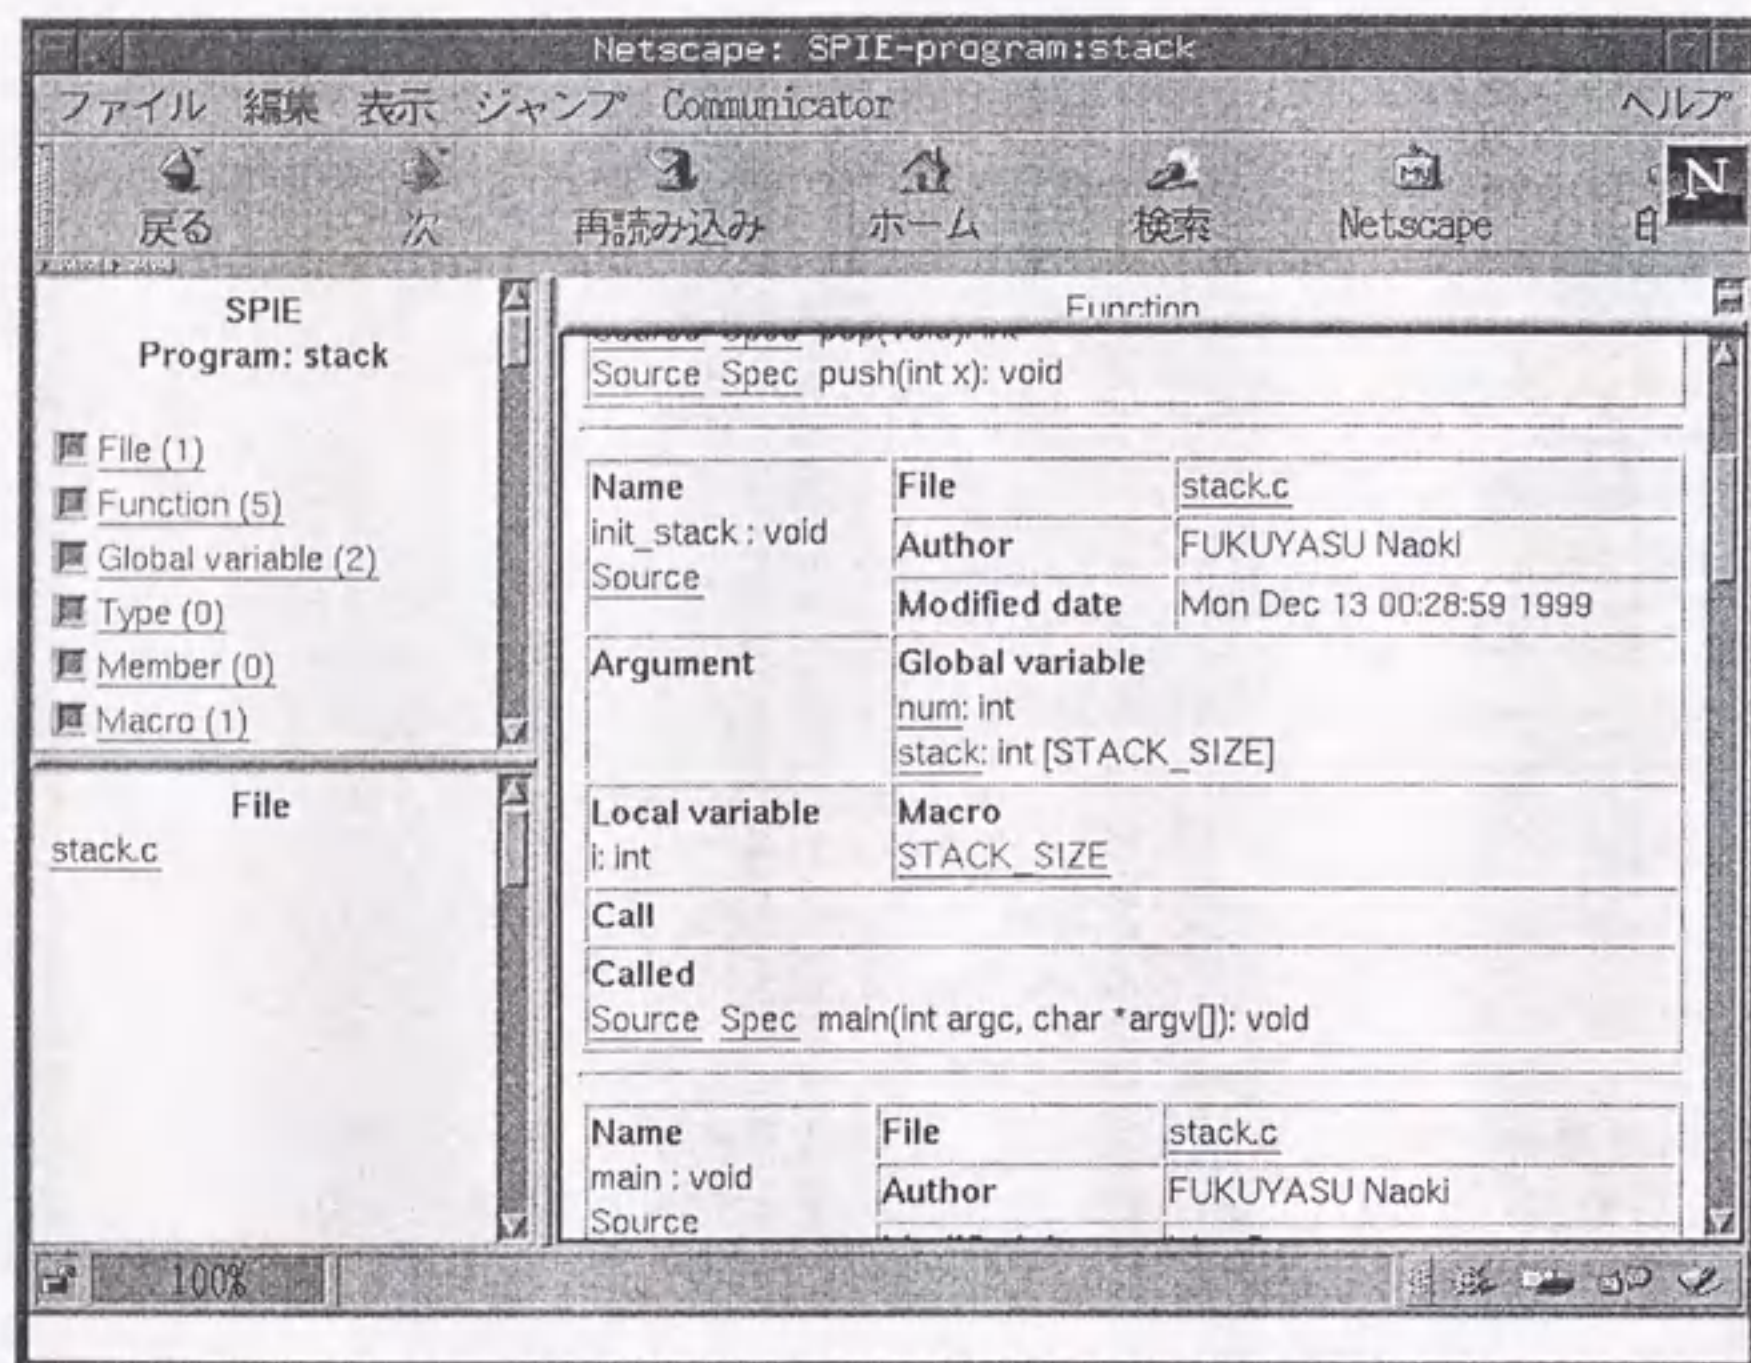 Netscape: SPIE-program:stack
ファイル 編集 表示 ジャンプ Communicator ヘルプ
戻る 次 再読み込み ホーム 検索 Netscape
N
SPIE
Program: stack
File (1)
Function (5)
Global variable (2)
Type (0)
Member (0)
Macro (1)
File
stack.c
Function
Source Spec pop(void): int
Source Spec push(int x): void
Name File stack.c
init_stack : void
Author FUKUYASU Naoki
Source
Modified date Mon Dec 13 00:28:59 1999
Argument Global variable
num: int
stack: int [STACK_SIZE]
Local variable Macro
i: int STACK_SIZE
Call
Called
Source Spec main(int argc, char *argv[]): void
Name File stack.c
main : void
Author FUKUYASU Naoki
Source
100%